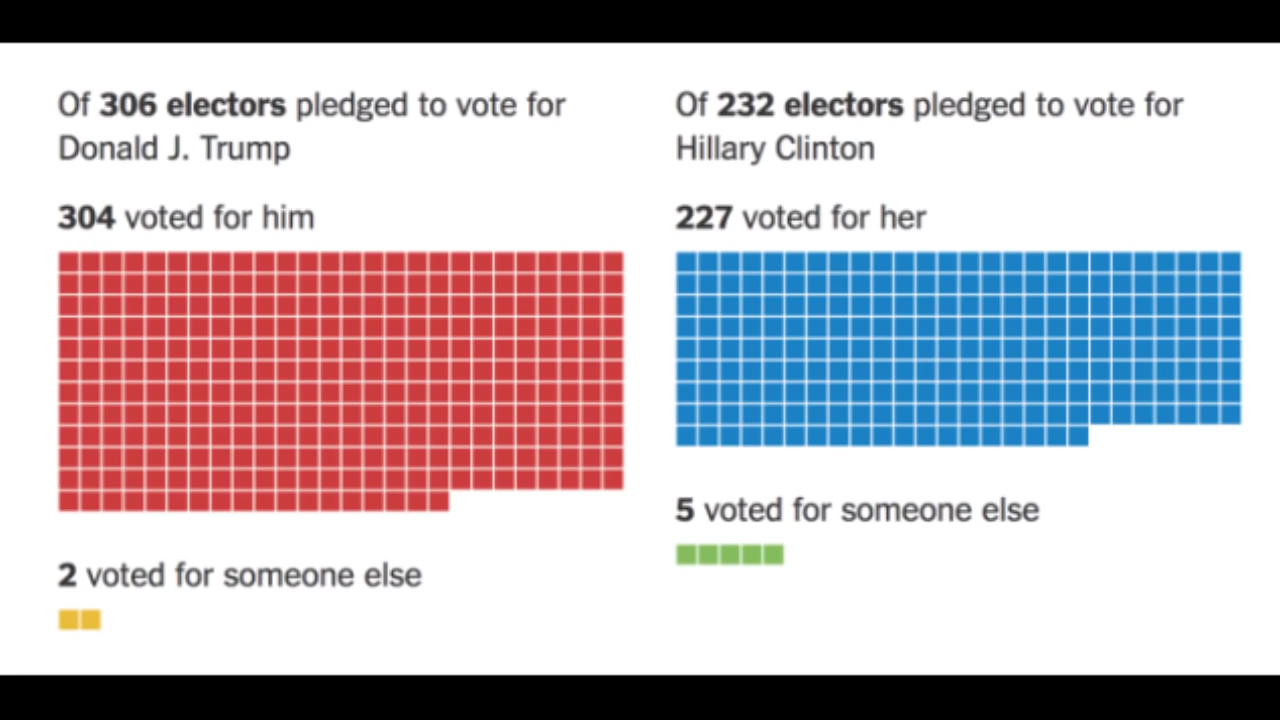 Of 306 electors pledged to vote for
Donald J. Trump
304 voted for him
2 voted for someone else
Of 232 electors pledged to vote for
Hillary Clinton
227 voted for her
5 voted for someone else